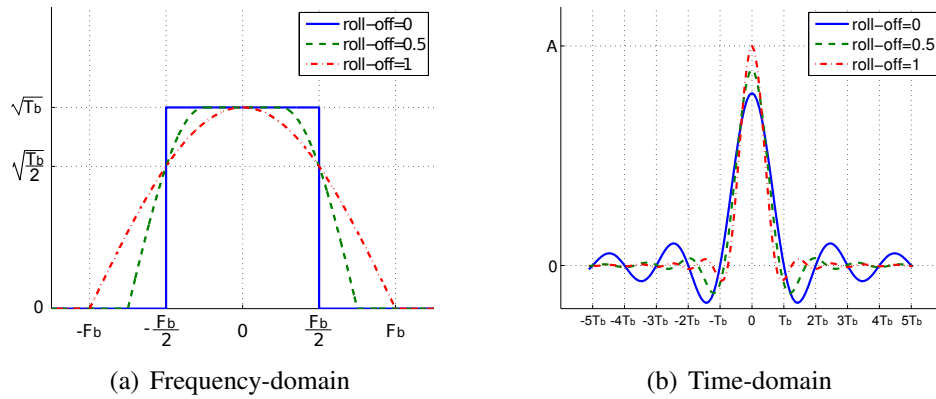 roll-off=0
roll-off=0.5
roll-off=1
√Tb
√Tb/2
0
-Fb
-Fb/2
0
Fb/2
Fb
(a) Frequency-domain
roll-off=0
roll-off=0.5
roll-off=1
A
0
-5Tb -4Tb -3Tb -2Tb -Tb 0 Tb 2Tb 3Tb 4Tb 5Tb
(b) Time-domain